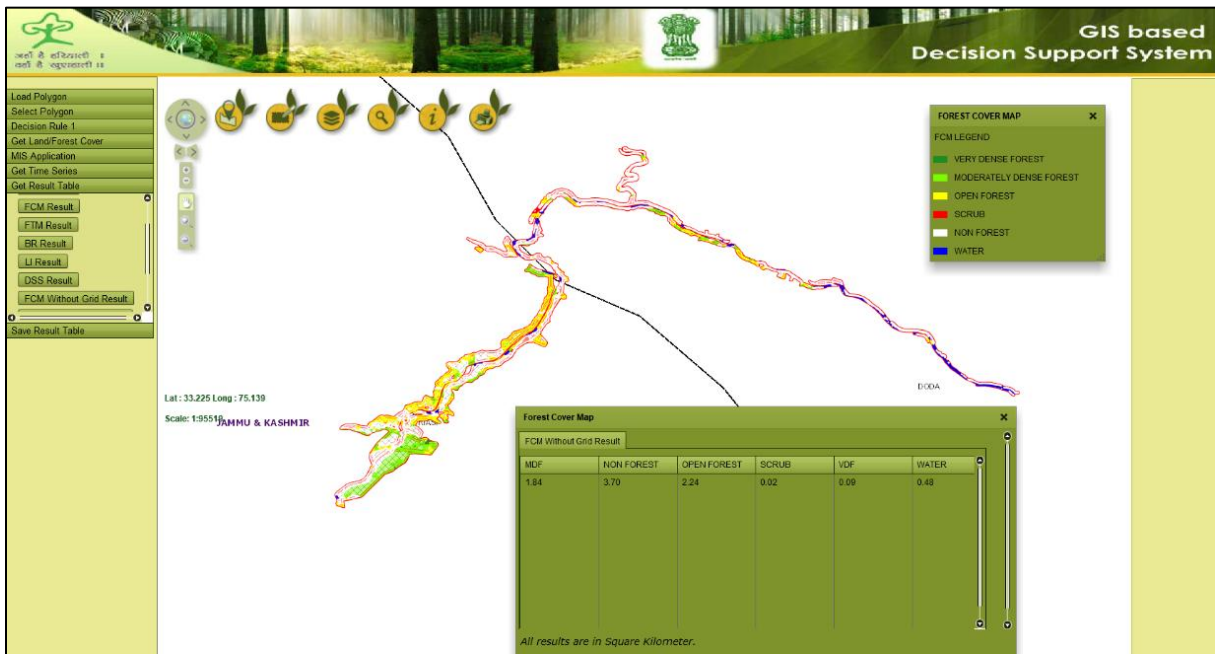 जहाँ है हरियाली ।
वहाँ है खुशहाली ॥
GIS based
Decision Support System
Load Polygon
Select Polygon
Decision Rule 1
Get Land/Forest Cover
MIS Application
Get Time Series
Get Result Table
FCM Result
FTM Result
BR Result
LI Result
DSS Result
FCM Without Grid Result
Save Result Table
FOREST COVER MAP
FCM LEGEND
VERY DENSE FOREST
MODERATELY DENSE FOREST
OPEN FOREST
SCRUB
NON FOREST
WATER
DODA
Lat : 33.225 Long : 75.139
Scale: 1:95518
JAMMU & KASHMIR
Forest Cover Map
FCM Without Grid Result
MDF NON FOREST OPEN FOREST SCRUB VDF WATER
1.84 3.70 2.24 0.02 0.09 0.48
All results are in Square Kilometer.